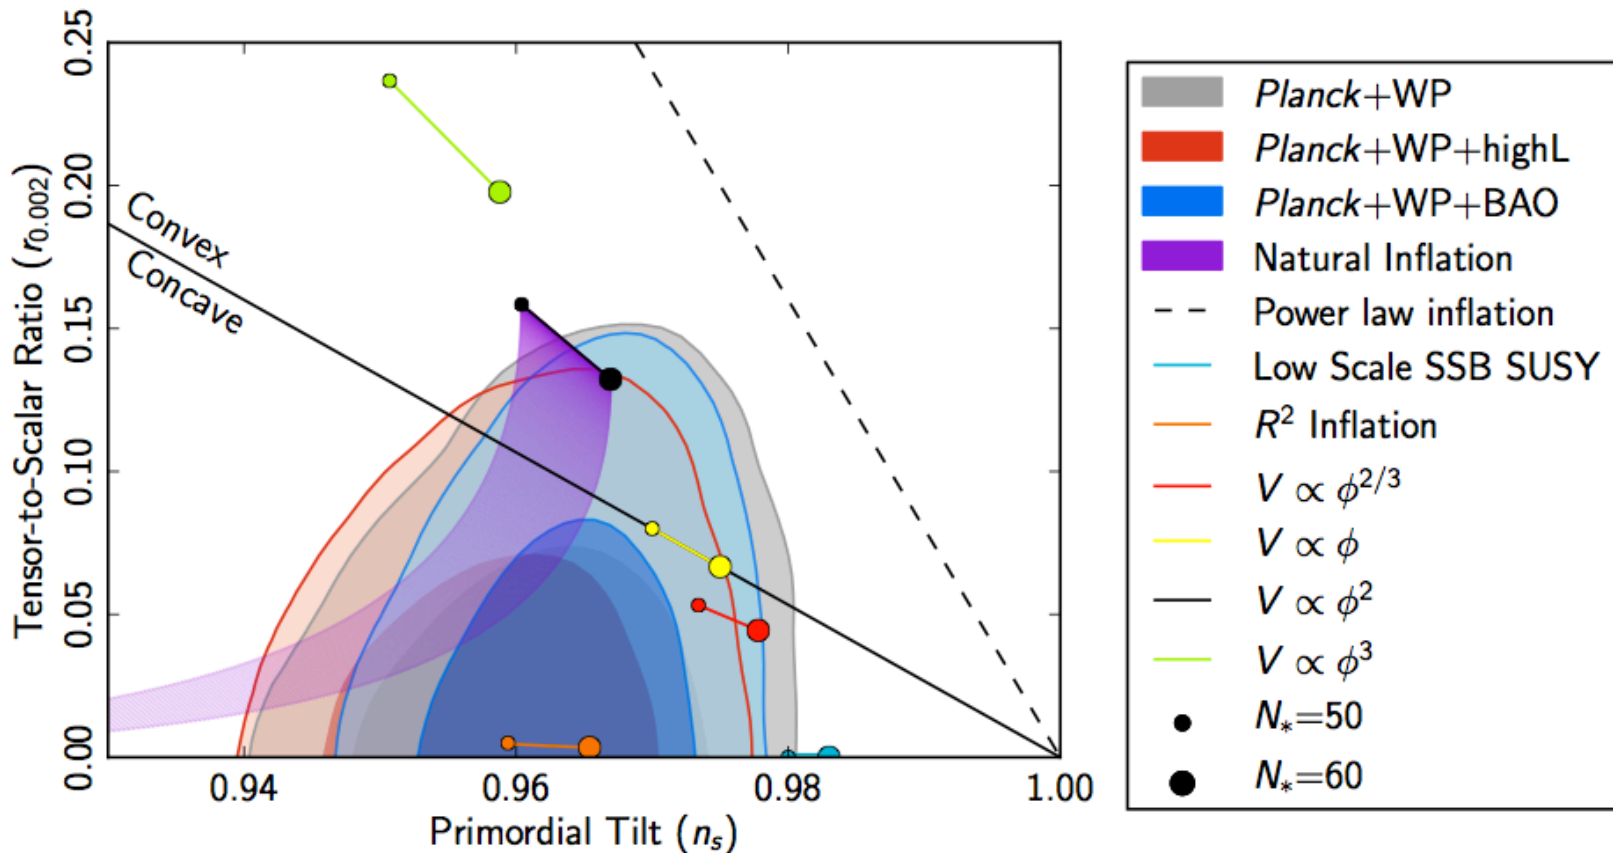 Tensor-to-Scalar Ratio (r₀.₀₀₂)
0.25
0.20
0.15
0.10
0.05
0.00
Convex
Concave
0.94 0.96 0.98 1.00
Primordial Tilt (nₛ)
Planck+WP
Planck+WP+highL
Planck+WP+BAO
Natural Inflation
Power law inflation
Low Scale SSB SUSY
R² Inflation
V ∝ ϕ^{2/3}
V ∝ ϕ
V ∝ ϕ²
V ∝ ϕ³
N_*=50
N_*=60